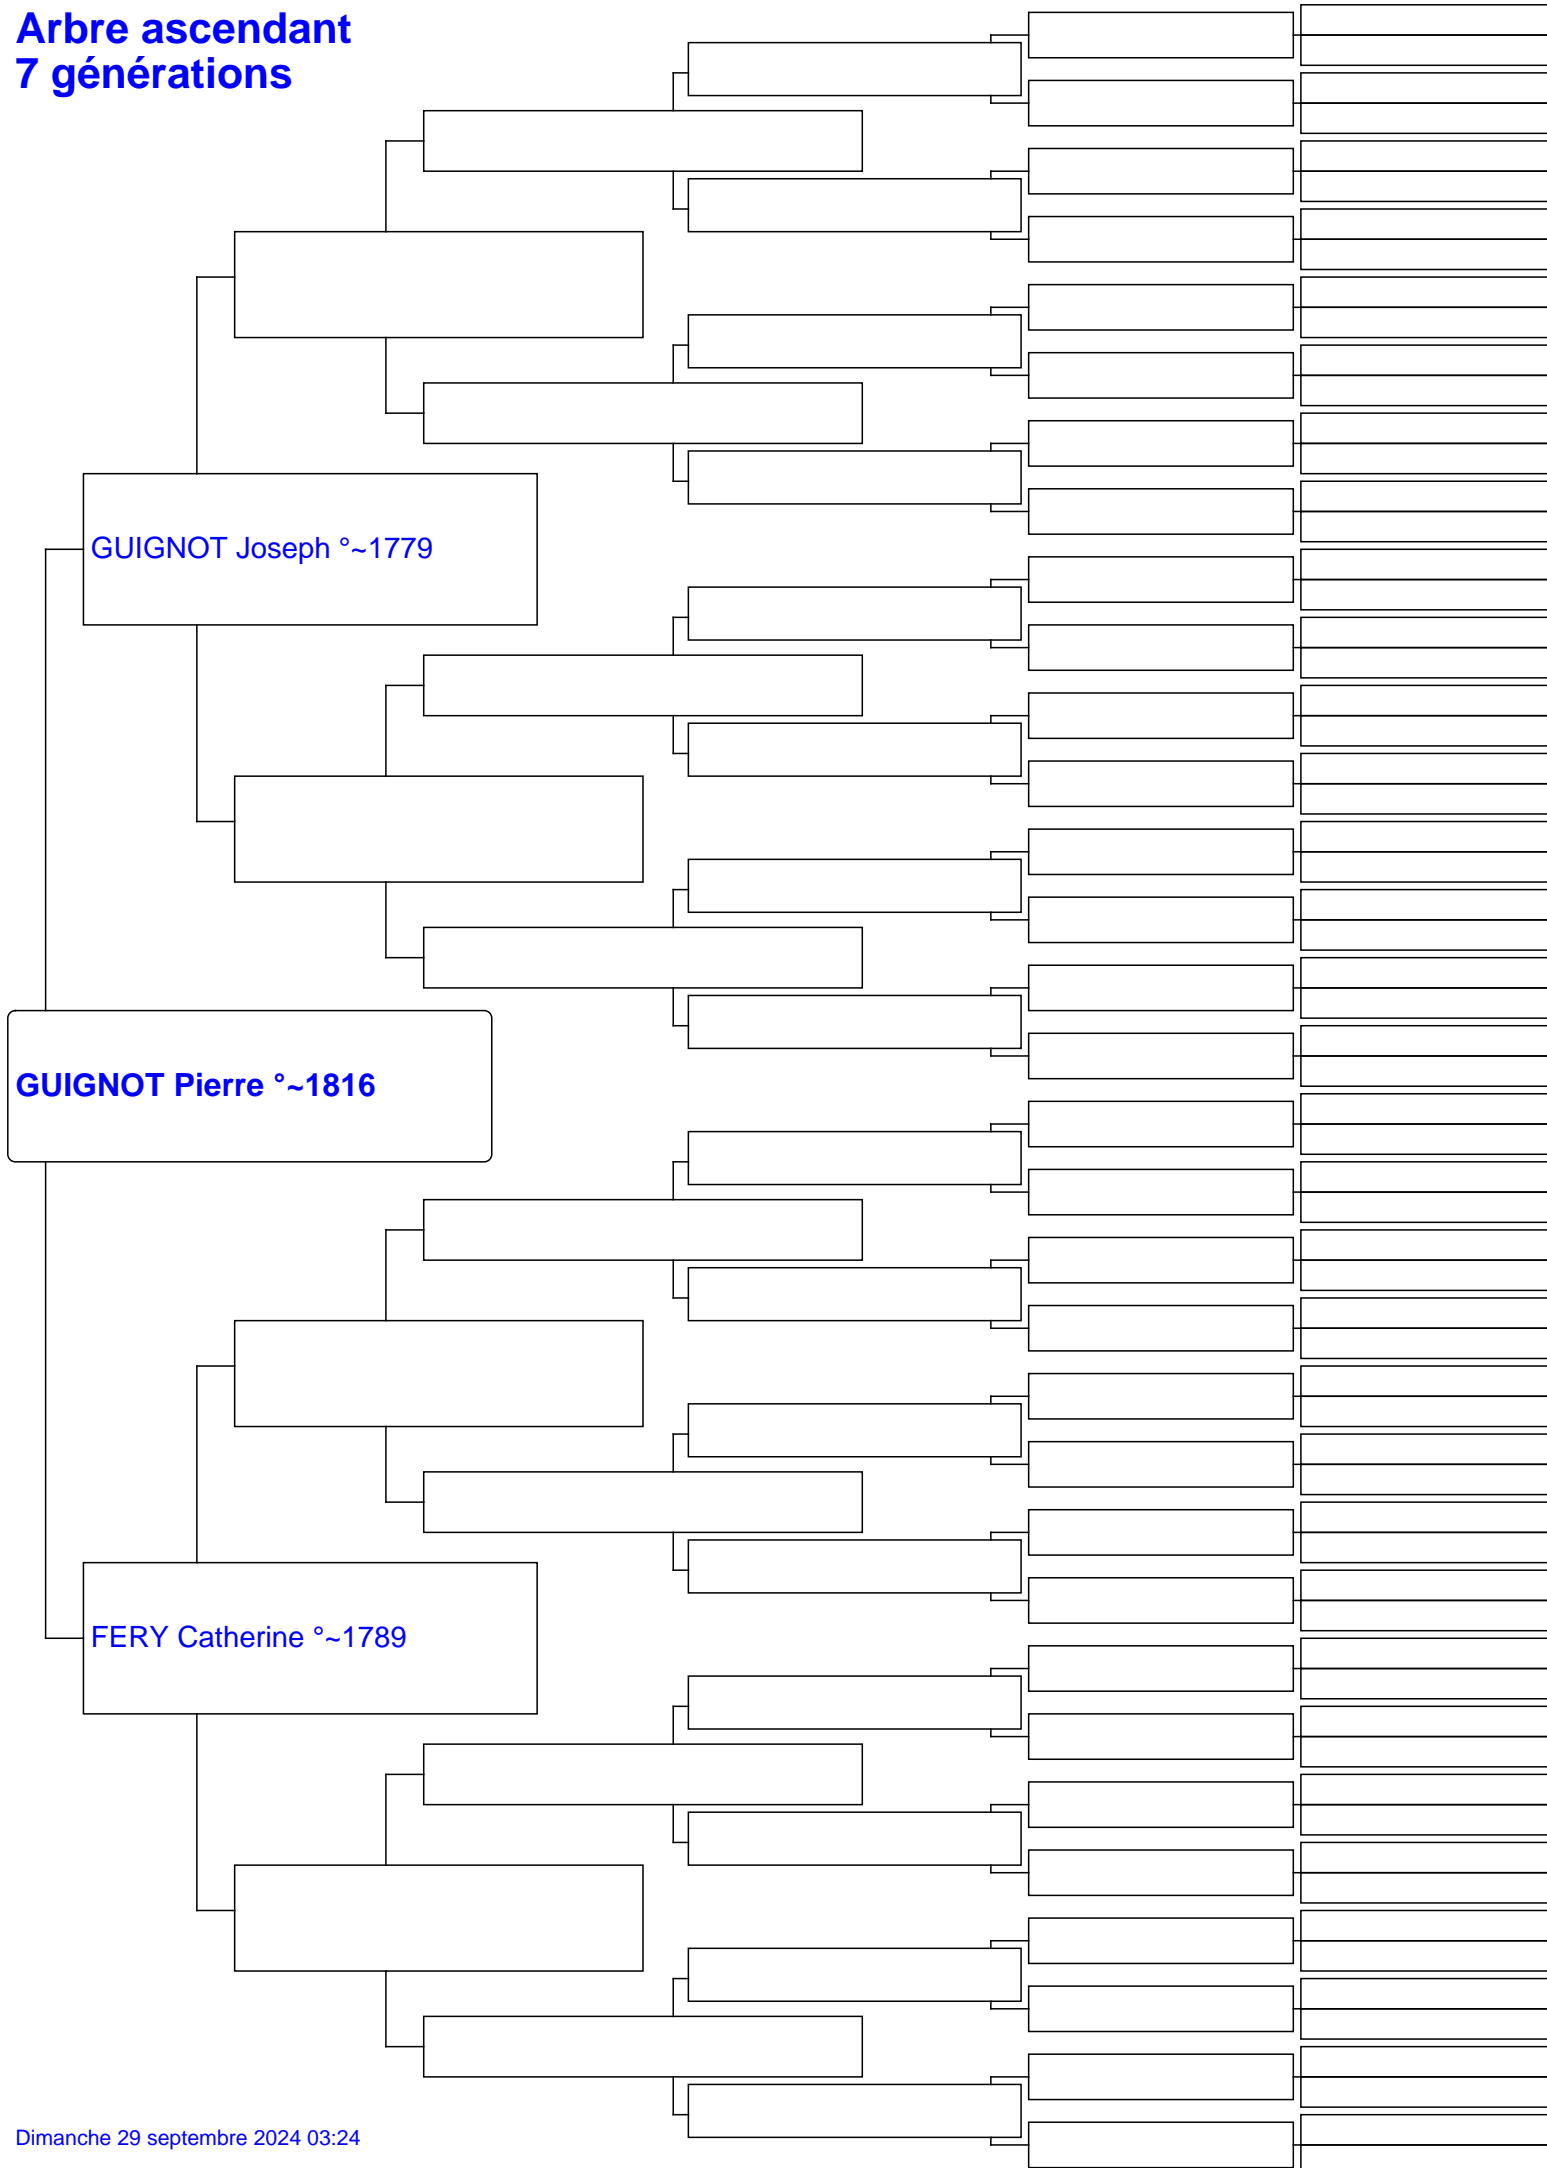 Arbre ascendant
7 générations
GUIGNOT Joseph °~1779
GUIGNOT Pierre °~1816
FERY Catherine °~1789
Dimanche 29 septembre 2024 03:24